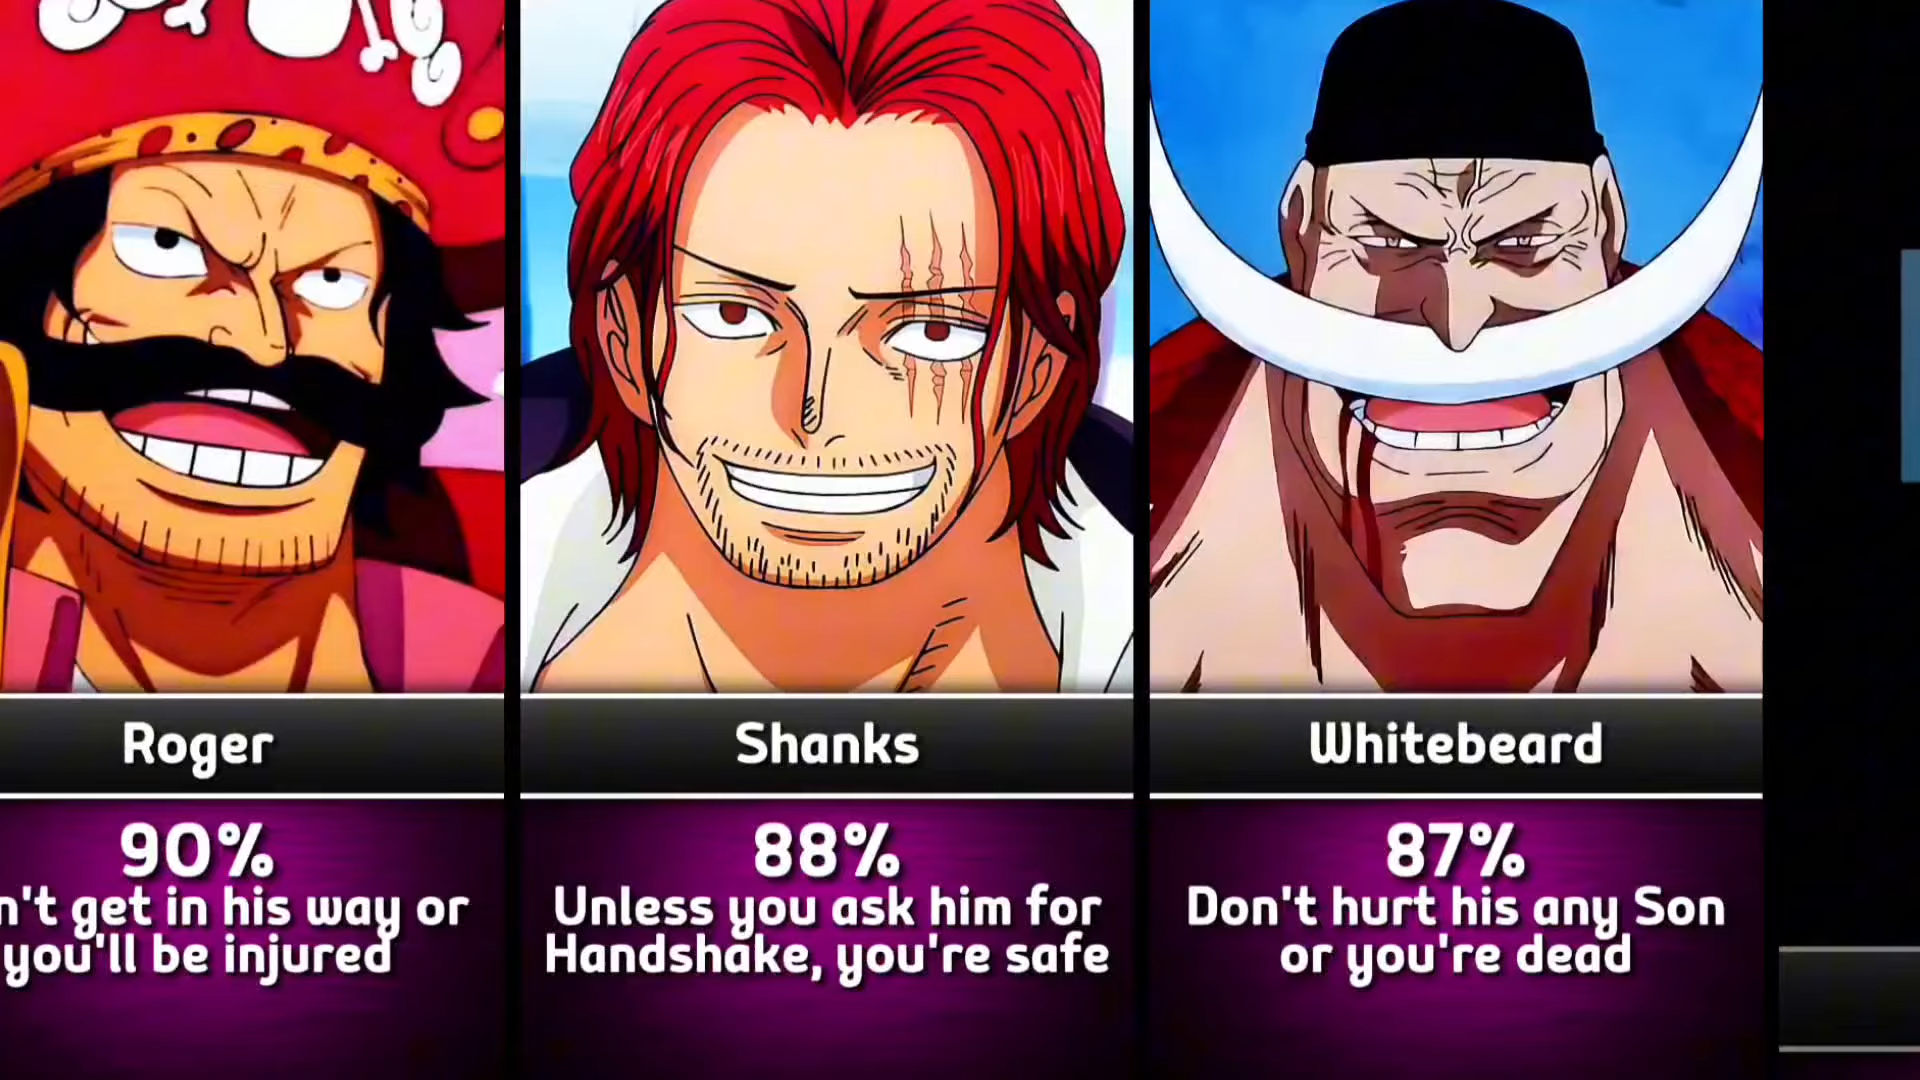 Roger
90%
n't get in his way or
you'll be injured
Shanks
88%
Unless you ask him for
Handshake, you're safe
Whitebeard
87%
Don't hurt his any Son
or you're dead